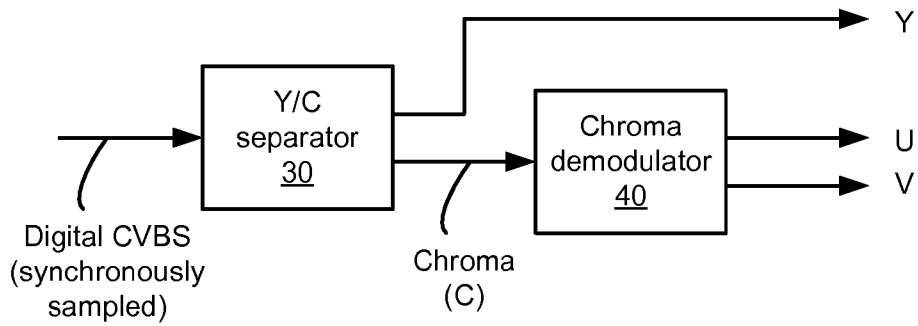 Y
Y/C
separator
30
Chroma
demodulator
40
U
V
Digital CVBS
(synchronously
sampled)
Chroma
(C)